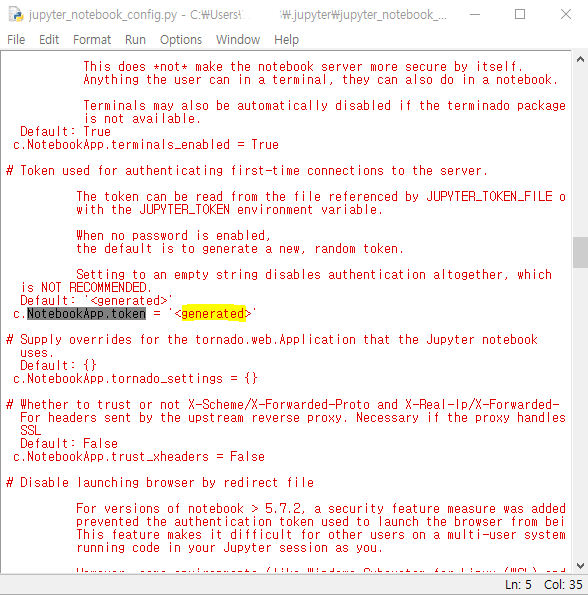 jupyter_notebook_config.py - C:₩Users₩ ₩.jupyter₩jupyter_notebook_...
File Edit Format Run Options Window Help
This does *not* make the notebook server more secure by itself.
Anything the user can in a terminal, they can also do in a notebook.
Terminals may also be automatically disabled if the terminado package
is not available.
Default: True
c.NotebookApp.terminals_enabled = True
# Token used for authenticating first-time connections to the server.
The token can be read from the file referenced by JUPYTER_TOKEN_FILE o
with the JUPYTER_TOKEN environment variable.
When no password is enabled,
the default is to generate a new, random token.
Setting to an empty string disables authentication altogether, which
is NOT RECOMMENDED.
Default: '<generated>'
c.NotebookApp.token = '<generated>'
# Supply overrides for the tornado.web.Application that the Jupyter notebook
uses.
Default: {}
c.NotebookApp.tornado_settings = {}
# Whether to trust or not X-Scheme/X-Forwarded-Proto and X-Real-Ip/X-Forwarded-
For headers sent by the upstream reverse proxy. Necessary if the proxy handles
SSL
Default: False
c.NotebookApp.trust_xheaders = False
# Disable launching browser by redirect file
For versions of notebook > 5.7.2, a security feature measure was added
prevented the authentication token used to launch the browser from bei
This feature makes it difficult for other users on a multi-user system
running code in your Jupyter session as you.
However, some environments (like Windows Subsystem for Linux (WSL) and
Ln: 5 Col: 35